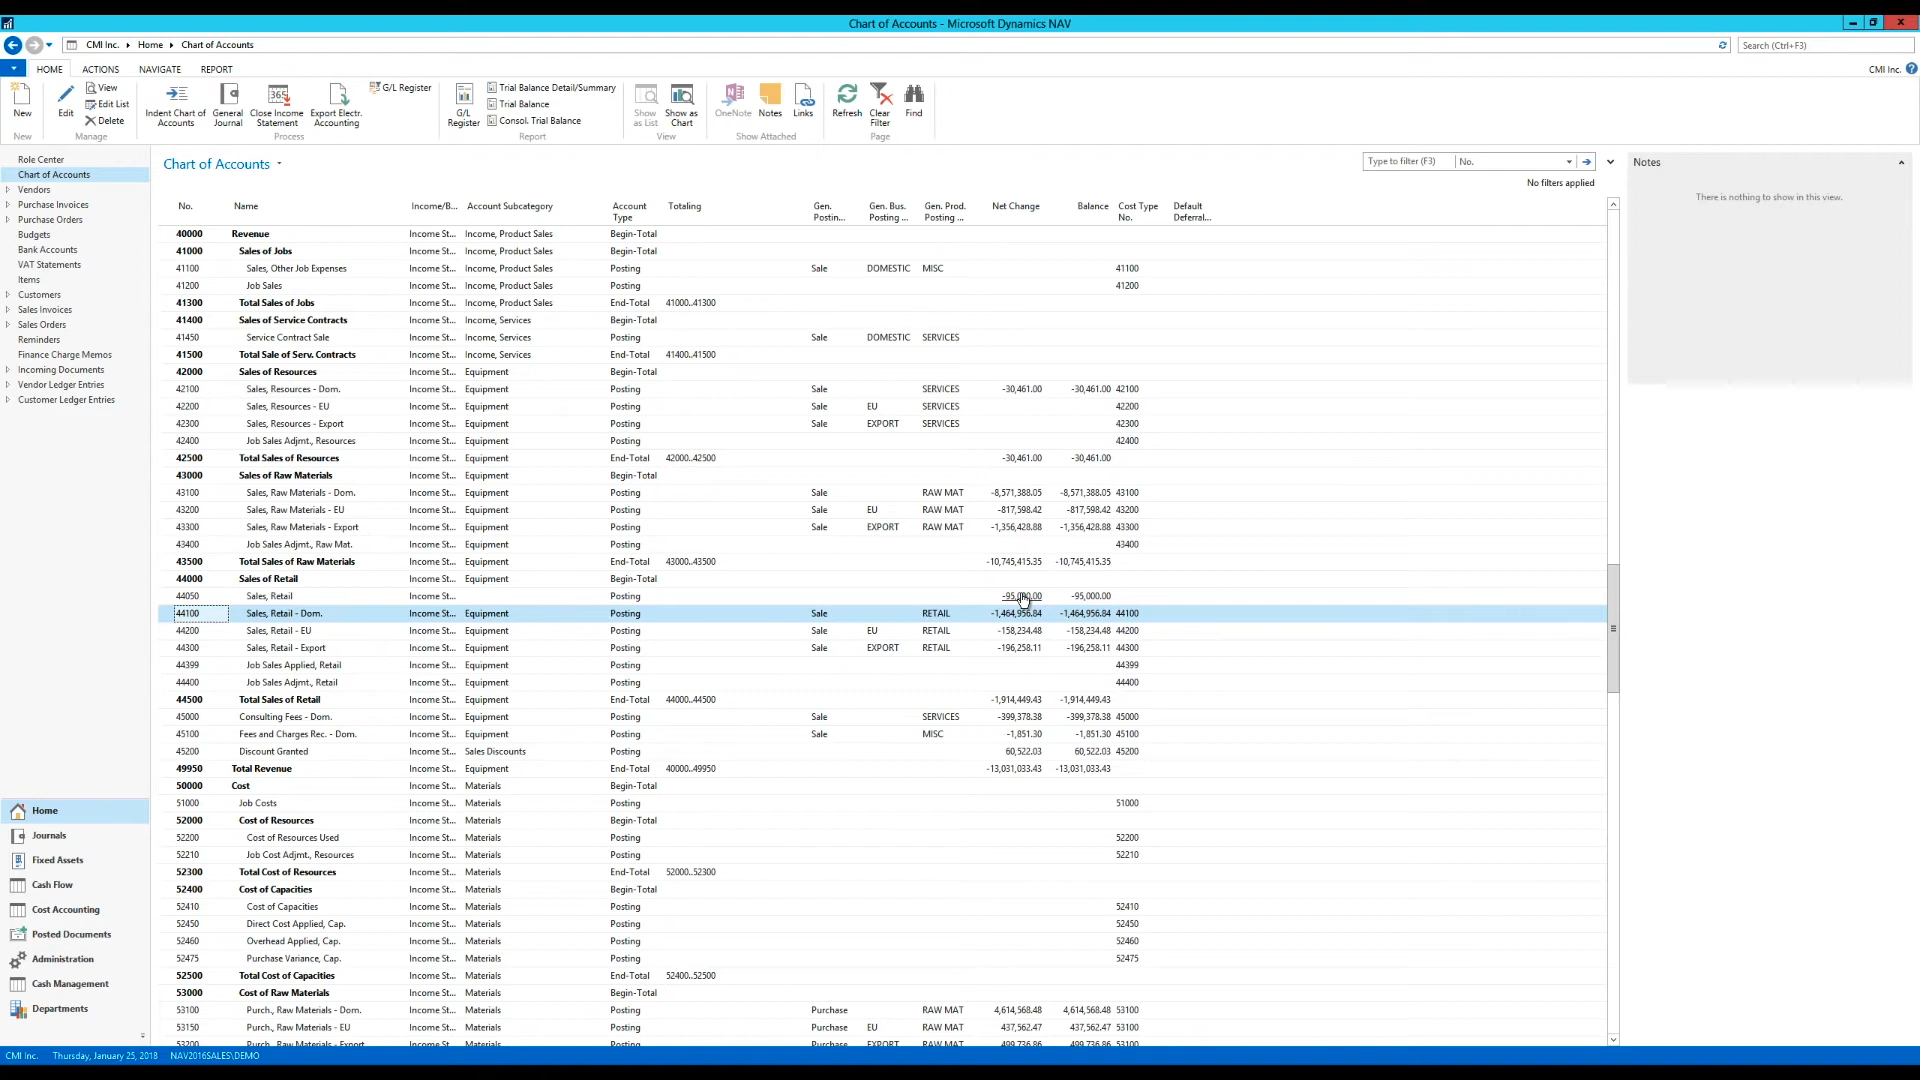 Chart of Accounts - Microsoft Dynamics NAV
CMI Inc. Home Chart of Accounts Search (Ctrl+F3)
HOME ACTIONS NAVIGATE REPORT CMI Inc.
New Edit View Edit List Delete Indent Chart of Accounts General Journal Close Income Statement Export Electr. Accounting G/L Register G/L Register Trial Balance Detail/Summary Trial Balance Consol. Trial Balance Show as List Show as Chart OneNote Notes Links Refresh Clear Filter Find
New Manage Process Report View Show Attached Page
Role Center
Chart of Accounts
Vendors
Purchase Invoices
Purchase Orders
Budgets
Bank Accounts
VAT Statements
Items
Customers
Sales Invoices
Sales Orders
Reminders
Finance Charge Memos
Incoming Documents
Vendor Ledger Entries
Customer Ledger Entries
Home
Journals
Fixed Assets
Cash Flow
Cost Accounting
Posted Documents
Administration
Cash Management
Departments
Chart of Accounts Type to filter (F3) No.
No filters applied
No. Name Income/B... Account Subcategory Account Type Totaling Gen. Postin... Gen. Bus. Posting ... Gen. Prod. Posting ... Net Change Balance Cost Type No. Default Deferral...
40000 Revenue Income St... Income, Product Sales Begin-Total
41000 Sales of Jobs Income St... Income, Product Sales Begin-Total
41100 Sales, Other Job Expenses Income St... Income, Product Sales Posting Sale DOMESTIC MISC 41100
41200 Job Sales Income St... Income, Product Sales Posting 41200
41300 Total Sales of Jobs Income St... Income, Product Sales End-Total 41000..41300
41400 Sales of Service Contracts Income St... Income, Services Begin-Total
41450 Service Contract Sale Income St... Income, Services Posting Sale DOMESTIC SERVICES
41500 Total Sale of Serv. Contracts Income St... Income, Services End-Total 41400..41500
42000 Sales of Resources Income St... Equipment Begin-Total
42100 Sales, Resources - Dom. Income St... Equipment Posting Sale SERVICES -30,461.00 -30,461.00 42100
42200 Sales, Resources - EU Income St... Equipment Posting Sale EU SERVICES 42200
42300 Sales, Resources - Export Income St... Equipment Posting Sale EXPORT SERVICES 42300
42400 Job Sales Adjmt., Resources Income St... Equipment Posting 42400
42500 Total Sales of Resources Income St... Equipment End-Total 42000..42500 -30,461.00 -30,461.00
43000 Sales of Raw Materials Income St... Equipment Begin-Total
43100 Sales, Raw Materials - Dom. Income St... Equipment Posting Sale RAW MAT -8,571,388.05 -8,571,388.05 43100
43200 Sales, Raw Materials - EU Income St... Equipment Posting Sale EU RAW MAT -817,598.42 -817,598.42 43200
43300 Sales, Raw Materials - Export Income St... Equipment Posting Sale EXPORT RAW MAT -1,356,428.88 -1,356,428.88 43300
43400 Job Sales Adjmt., Raw Mat. Income St... Equipment Posting 43400
43500 Total Sales of Raw Materials Income St... Equipment End-Total 43000..43500 -10,745,415.35 -10,745,415.35
44000 Sales of Retail Income St... Equipment Begin-Total
44050 Sales, Retail Income St... Posting -95,000.00
44100 Sales, Retail - Dom. Income St... Equipment Posting Sale RETAIL -1,464,956.84 -1,464,956.84 44100
44200 Sales, Retail - EU Income St... Equipment Posting Sale EU RETAIL -158,234.48 -158,234.48 44200
44300 Sales, Retail - Export Income St... Equipment Posting Sale EXPORT RETAIL -196,258.11 -196,258.11 44300
44399 Job Sales Applied, Retail Income St... Equipment Posting 44399
44400 Job Sales Adjmt., Retail Income St... Equipment Posting 44400
44500 Total Sales of Retail Income St... Equipment End-Total 44000..44500 -1,914,449.43 -1,914,449.43
45000 Consulting Fees - Dom. Income St... Equipment Posting Sale SERVICES -399,378.38 -399,378.38 45000
45100 Fees and Charges Rec. - Dom. Income St... Equipment Posting Sale MISC -1,851.30 -1,851.30 45100
45200 Discount Granted Income St... Sales Discounts Posting 60,522.03 60,522.03 45200
49950 Total Revenue Income St... Equipment End-Total 40000..49950 -13,031,033.43 -13,031,033.43
50000 Cost Income St... Materials Begin-Total
51000 Job Costs Income St... Materials Posting 51000
52000 Cost of Resources Income St... Materials Begin-Total
52200 Cost of Resources Used Income St... Materials Posting 52200
52210 Job Cost Adjmt., Resources Income St... Materials Posting 52210
52300 Total Cost of Resources Income St... Materials End-Total 52000..52300
52400 Cost of Capacities Income St... Materials Begin-Total
52410 Cost of Capacities Income St... Materials Posting 52410
52450 Direct Cost Applied, Cap. Income St... Materials Posting 52450
52460 Overhead Applied, Cap. Income St... Materials Posting 52460
52475 Purchase Variance, Cap. Income St... Materials Posting 52475
52500 Total Cost of Capacities Income St... Materials End-Total 52400..52500
53000 Cost of Raw Materials Income St... Materials Begin-Total
53100 Purch., Raw Materials - Dom. Income St... Materials Posting Purchase RAW MAT 4,614,568.48 4,614,568.48 53100
53150 Purch., Raw Materials - EU Income St... Materials Posting Purchase EU RAW MAT 437,562.47 437,562.47 53100
53200 Purch., Raw Materials - Export Income St... Materials Posting Purchase EXPORT RAW MAT 499,736.86 499,736.86 53100
Notes
There is nothing to show in this view.
CMI Inc. Thursday, January 25, 2018 NAV2016SALES\DEMO